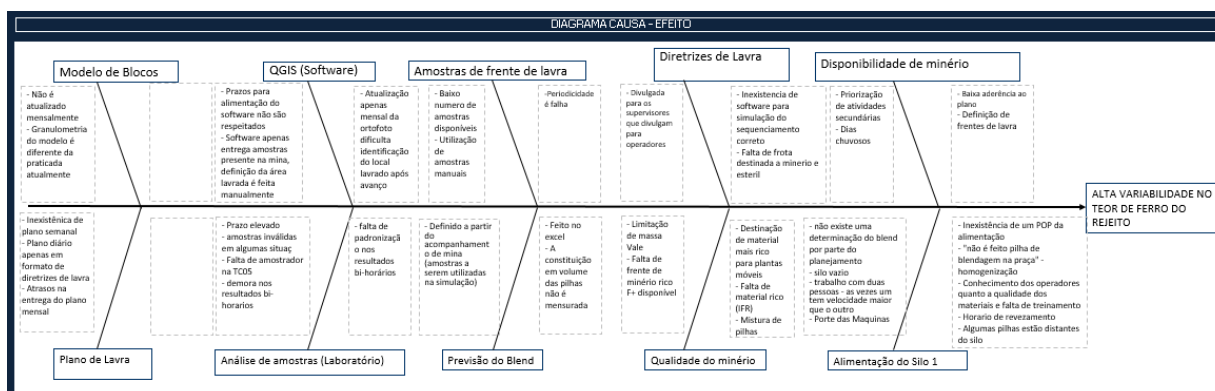 DIAGRAMA CAUSA - EFEITO
Modelo de Blocos
QGIS (Software)
Amostras de frente de lavra
Diretrizes de Lavra
Disponibilidade de minério
- Não é
atualizado
mensalmente
- Granulometria
do modelo é
diferente da
praticada
atualmente
- Prazos para
alimentação do
software não são
respeitados
- Software apenas
entrega amostras
presente na mina,
definição da área
lavrada é feita
manualmente
- Atualização
apenas
mensal da
ortofoto
dificulta
identificação
do local
lavrado após
avanço
- Baixo
numero de
amostras
disponíveis
- Utilização
de
amostras
manuais
-Periodicidade
é falha
- Divulgada
para os
supervisores
que divulgam
para
operadores
- Inexistencia de
software para
simulação do
sequenciamento
correto
- Falta de frota
destinada a minerio e
esteril
- Priorização
de atividades
secundárias
- Dias
chuvosos
- Baixa aderência ao
plano
- Definição de
frentes de lavra
ALTA VARIABILIDADE NO
TEOR DE FERRO DO
REJEITO
- Inexistênica de
plano semanal
- Plano diário
apenas em
formato de
diretrizes de lavra
- Atrasos na
entrega do plano
mensal
- Prazo elevado
- amostras
inválidas
em algumas
situaç
- Falta de
amostrador
na TC05
- demora nos
resultados bi-
horarios
- falta de
padronizaçã
o nos
resultados
bi-horários
- Definido a partir
do
acompanhament
o de mina
(amostras a
serem utilizadas
na simulação)
- Feito no
excel
- A
constituição
em volume
das pilhas
não é
mensurada
- Limitação
de massa
Vale
- Falta de
frente de
minério rico
F+ disponível
- Destinação
de material
mais rico
para plantas
móveis
- Falta de
material rico
(IFR)
- Mistura de
pilhas
- não existe uma
determinação do blend
por parte do
planejamento
- silo vazio
- trabalho com duas
pessoas - as vezes um
tem velocidade maior
que o outro
- Porte das Maquinas
- Inexistência de um POP da
alimentação
- "não é feito pilha de
blendagem na praça" -
homogenização
- Conhecimento dos operadores
quanto a qualidade dos
materiais e falta de treinamento
- Horario de revezamento
- Algumas pilhas estão distantes
do silo
Plano de Lavra
Análise de amostras (Laboratório)
Previsão do Blend
Qualidade do minério
Alimentação do Silo 1